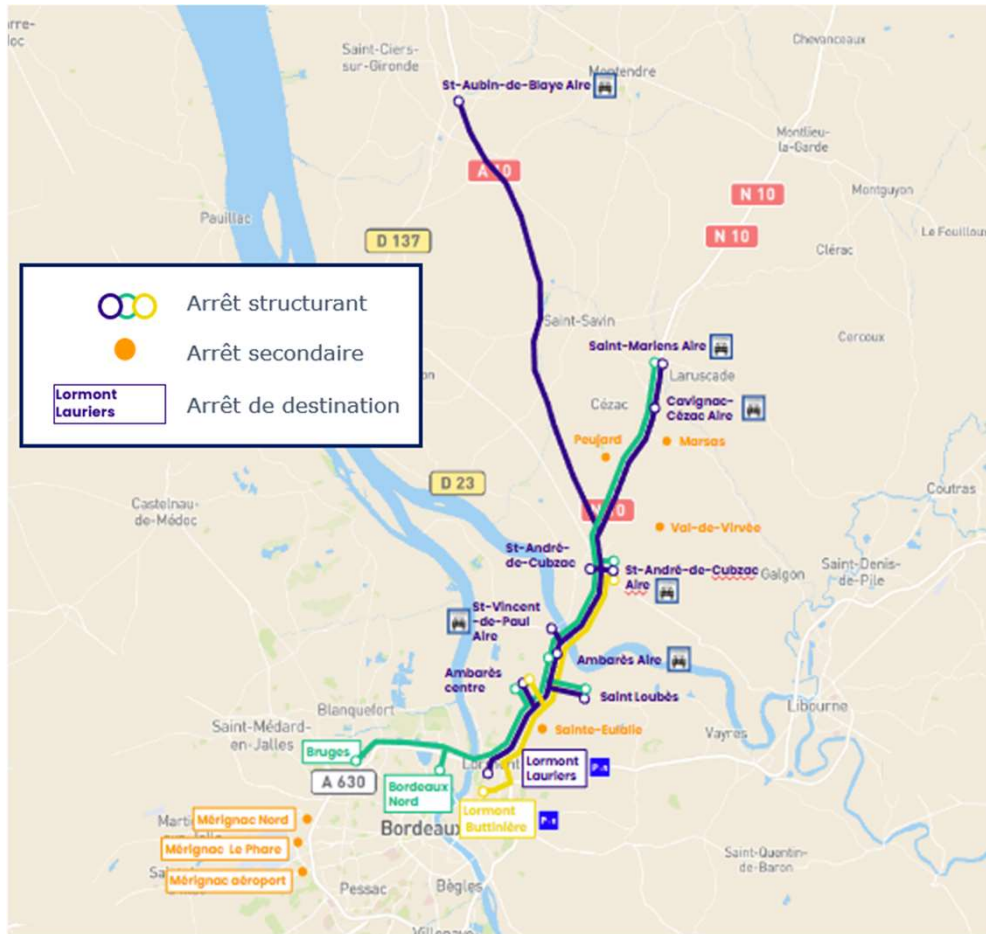 Saint-Ciers-
sur-Gironde
Chevanceaux
Montendre
St-Aubin-de-Blaye Aire
Montlieu-
la-Garde
A 10
N 10
Montguyon
Pauillac
D 137
N 10
Le Fouilloux
Clérac
Arrêt structurant
Arrêt secondaire
Lormont
Lauriers
Arrêt de destination
Saint-Savin
Cercoux
Saint-Mariens Aire
Laruscade
Cézac
Cavignac-
Cézac Aire
Peujard
Marsas
D 23
Coutras
Castelnau-
de-Médoc
N 10
Val-de-Virvée
St-André-
de-Cubzac
St-André-de-Cubzac
Aire
Galgon
Saint-Denis-
de-Pile
St-Vincent
-de-Paul
Aire
Ambarès Aire
Ambarès
centre
Saint Loubès
Libourne
Blanquefort
Saint-Médard-
en-Jalles
Sainte-Eulalie
Vayres
Bruges
Lormont
Lauriers
A 630
Bordeaux
Nord
Lormont
Buttinière
Mérignac Nord
Bordeaux
Mérignac Le Phare
Mérignac aéroport
Saint-Quentin-
de-Baron
Pessac
Bègles